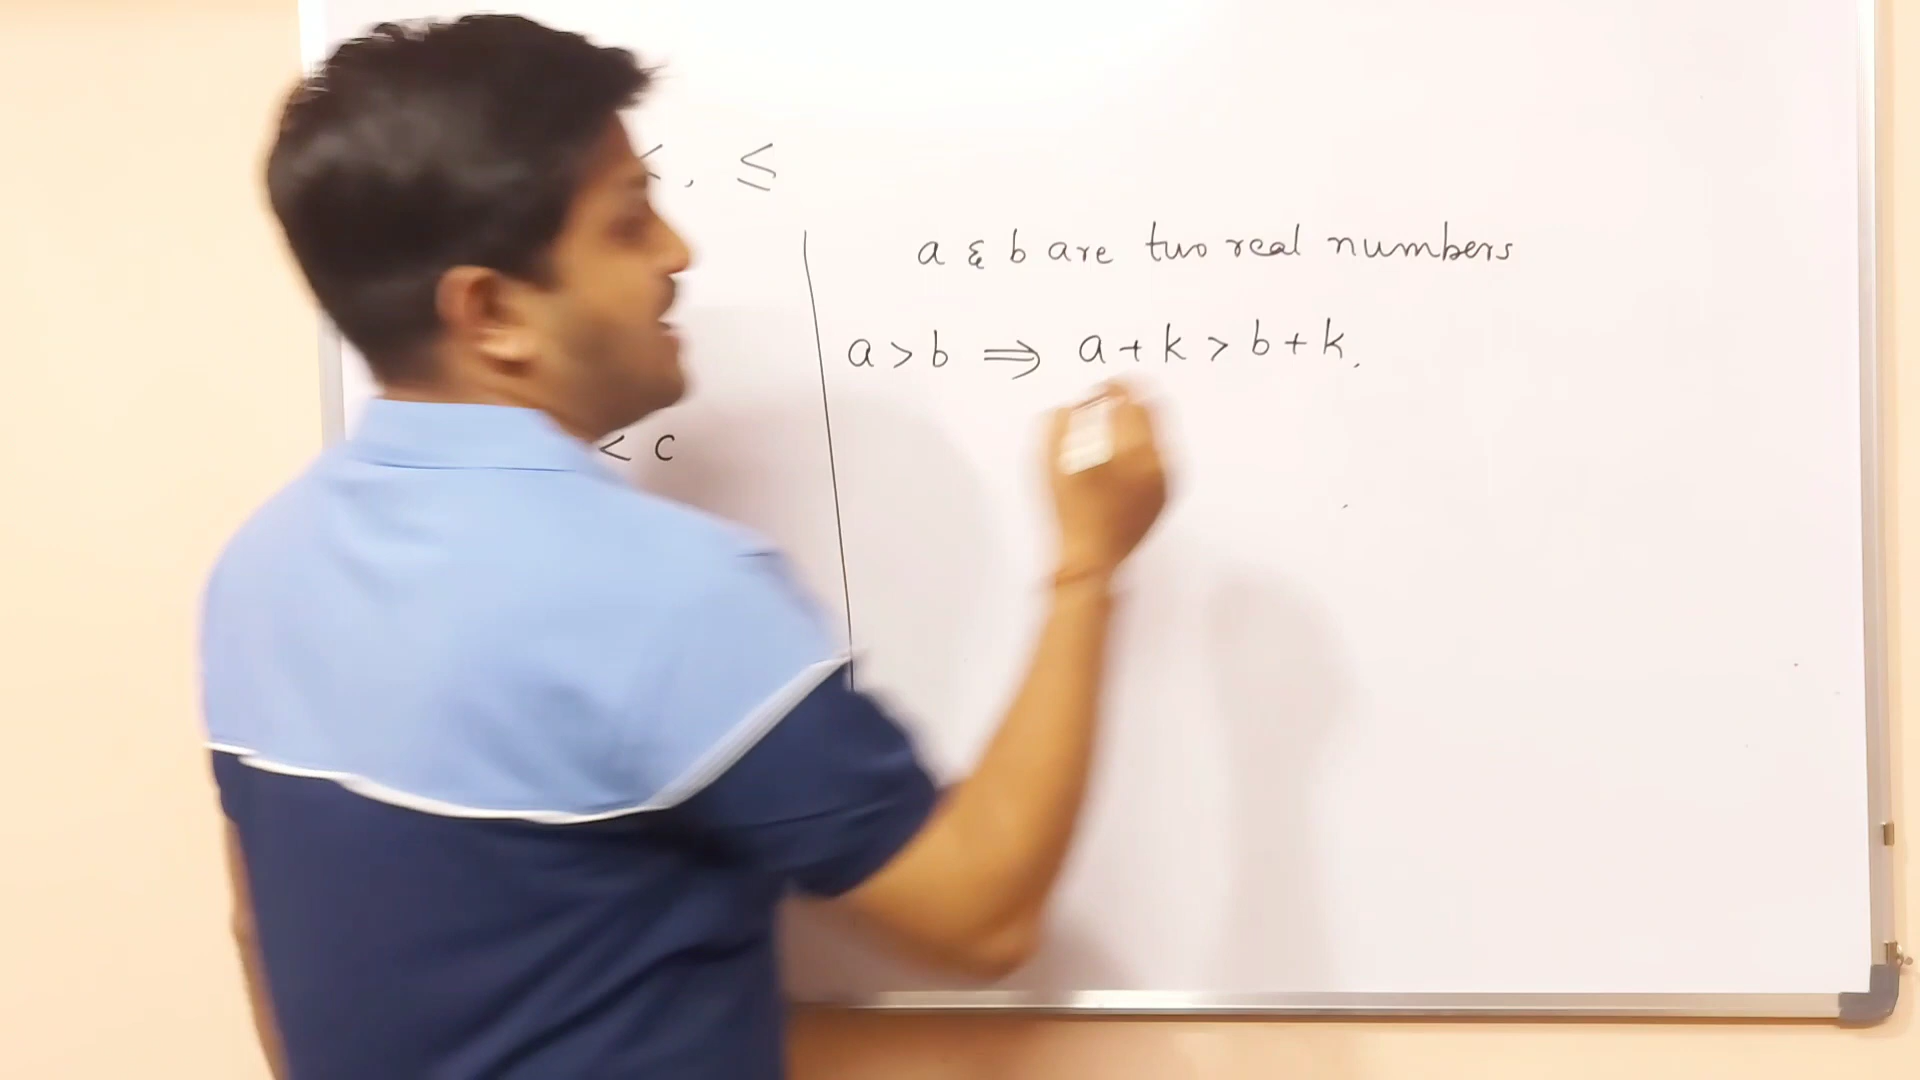 <, ≤
< c
a & b are two real numbers
a > b ⇒ a + k > b + k.